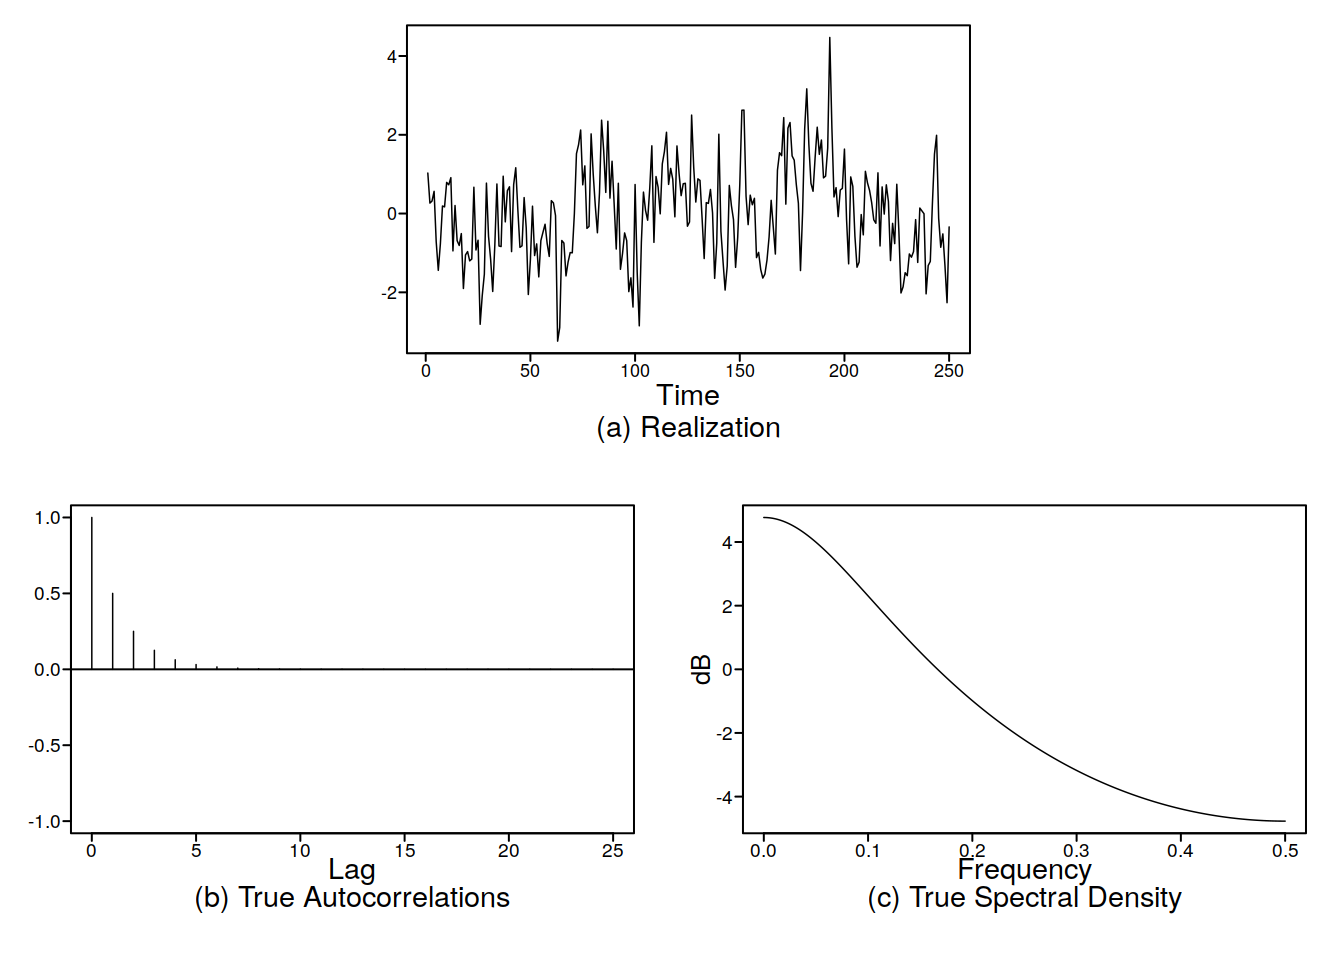 4
2
0
-2
0 50 100 150 200 250
Time
(a) Realization
1.0
0.5
0.0
-0.5
-1.0
0 5 10 15 20 25
Lag
(b) True Autocorrelations
dB
4
2
0
-2
-4
0.0 0.1 0.2 0.3 0.4 0.5
Frequency
(c) True Spectral Density